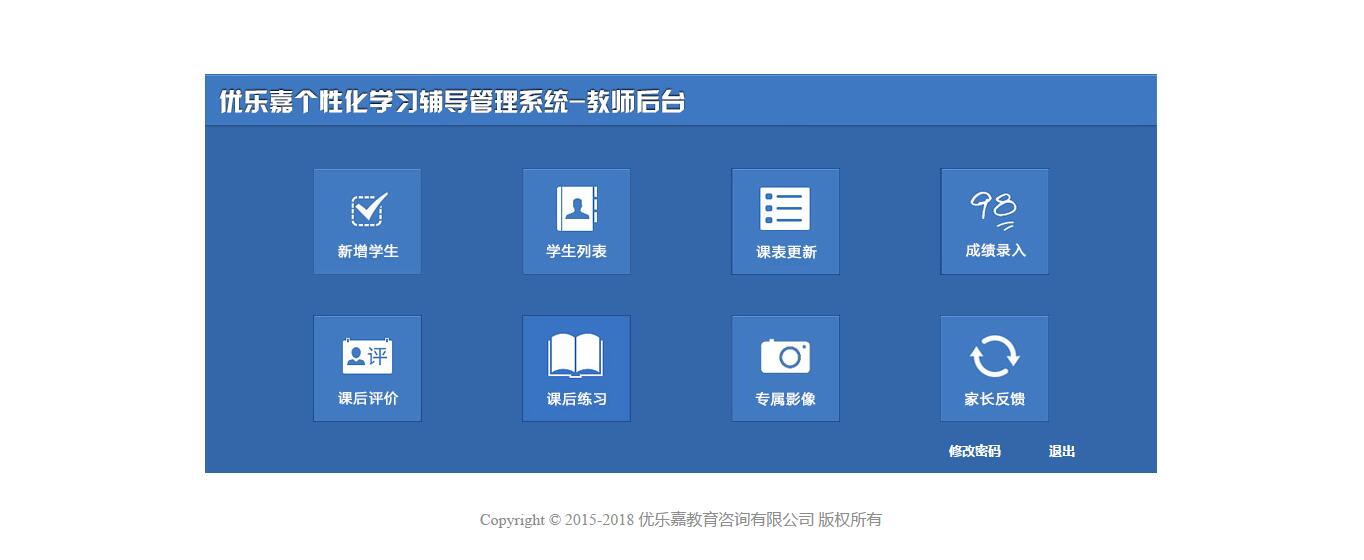 优乐嘉个性化学习辅导管理系统-教师后台
新增学生
学生列表
课表更新
98
成绩录入
评
课后评价
课后练习
专属影像
家长反馈
修改密码
退出
Copyright © 2015-2018 优乐嘉教育咨询有限公司 版权所有